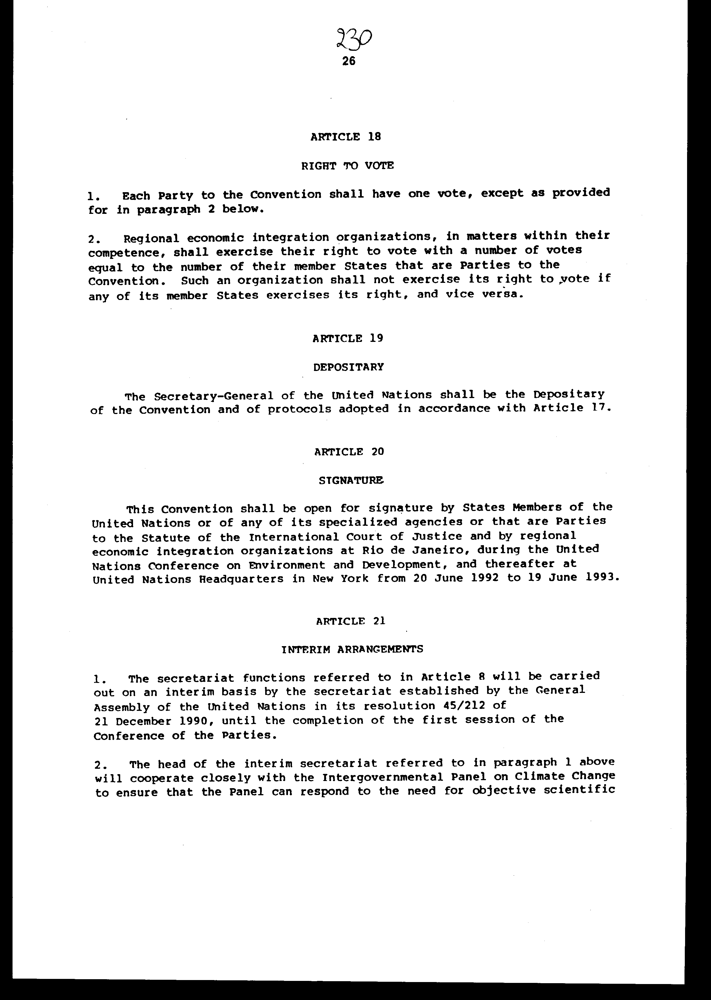 230
26
ARTICLE 18
RIGHT TO VOTE
1. Each Party to the Convention shall have one vote, except as provided
for in paragraph 2 below.
2. Regional economic integration organizations, in matters within their
competence, shall exercise their right to vote with a number of votes
equal to the number of their member States that are Parties to the
Convention. Such an organization shall not exercise its right to vote if
any of its member States exercises its right, and vice versa.
ARTICLE 19
DEPOSITARY
The Secretary-General of the United Nations shall be the Depositary
of the Convention and of protocols adopted in accordance with Article 17.
ARTICLE 20
SIGNATURE
This Convention shall be open for signature by States Members of the
United Nations or of any of its specialized agencies or that are Parties
to the Statute of the International Court of Justice and by regional
economic integration organizations at Rio de Janeiro, during the United
Nations Conference on Environment and Development, and thereafter at
United Nations Headquarters in New York from 20 June 1992 to 19 June 1993.
ARTICLE 21
INTERIM ARRANGEMENTS
1. The secretariat functions referred to in Article 8 will be carried
out on an interim basis by the secretariat established by the General
Assembly of the United Nations in its resolution 45/212 of
21 December 1990, until the completion of the first session of the
Conference of the Parties.
2. The head of the interim secretariat referred to in paragraph 1 above
will cooperate closely with the Intergovernmental Panel on Climate Change
to ensure that the Panel can respond to the need for objective scientific